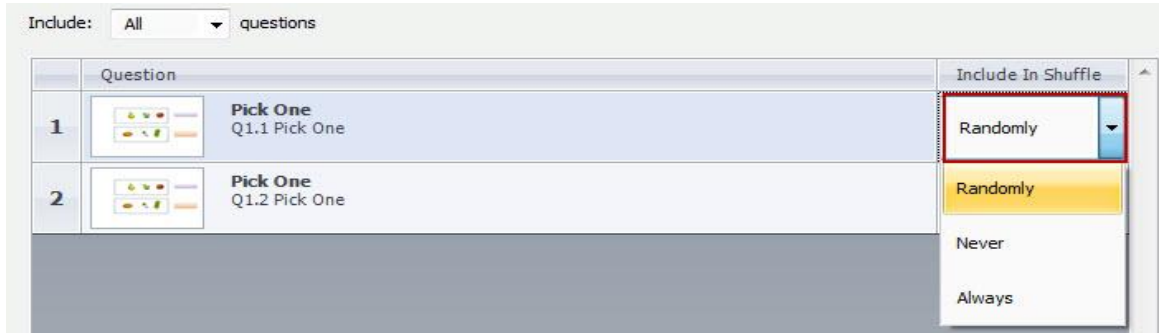 Include: All questions
Question Include In Shuffle
1 Pick One
Q1.1 Pick One
Randomly
2 Pick One
Q1.2 Pick One
Randomly
Never
Always